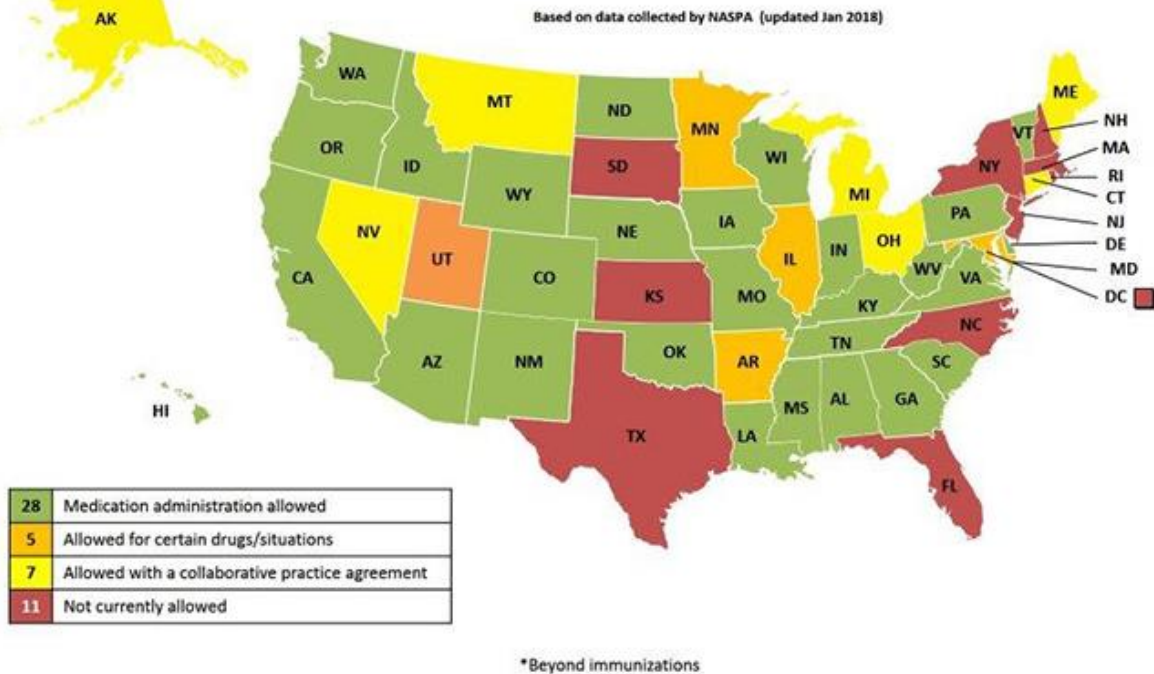 AK
Based on data collected by NASPA (updated Jan 2018)
WA
MT
ND
MN
ME
VT
NH
OR
ID
SD
WI
NY
MA
RI
WY
MI
CT
NV
NE
IA
PA
NJ
UT
IL
IN
OH
DE
CA
CO
WV
VA
MD
KS
MO
KY
DC
NC
AZ
NM
OK
AR
TN
SC
HI
MS
AL
GA
TX
LA
FL
28 Medication administration allowed
5 Allowed for certain drugs/situations
7 Allowed with a collaborative practice agreement
11 Not currently allowed
*Beyond immunizations